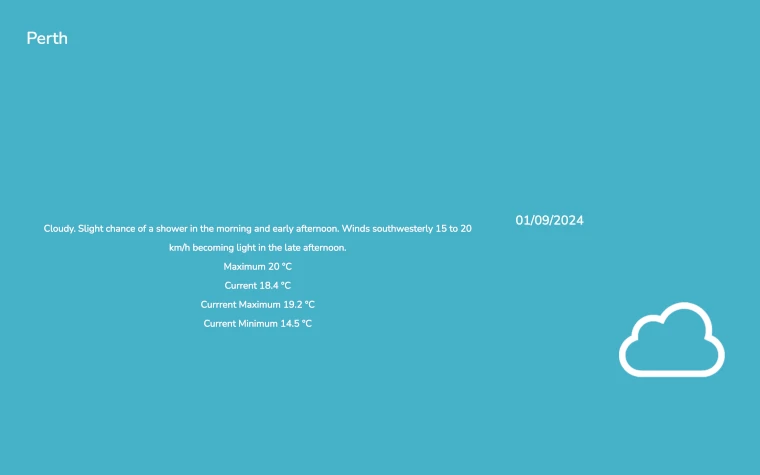 Perth
Cloudy. Slight chance of a shower in the morning and early afternoon. Winds southwesterly 15 to 20
km/h becoming light in the late afternoon.
Maximum 20 °C
Current 18.4 °C
Currrent Maximum 19.2 °C
Current Minimum 14.5 °C
01/09/2024